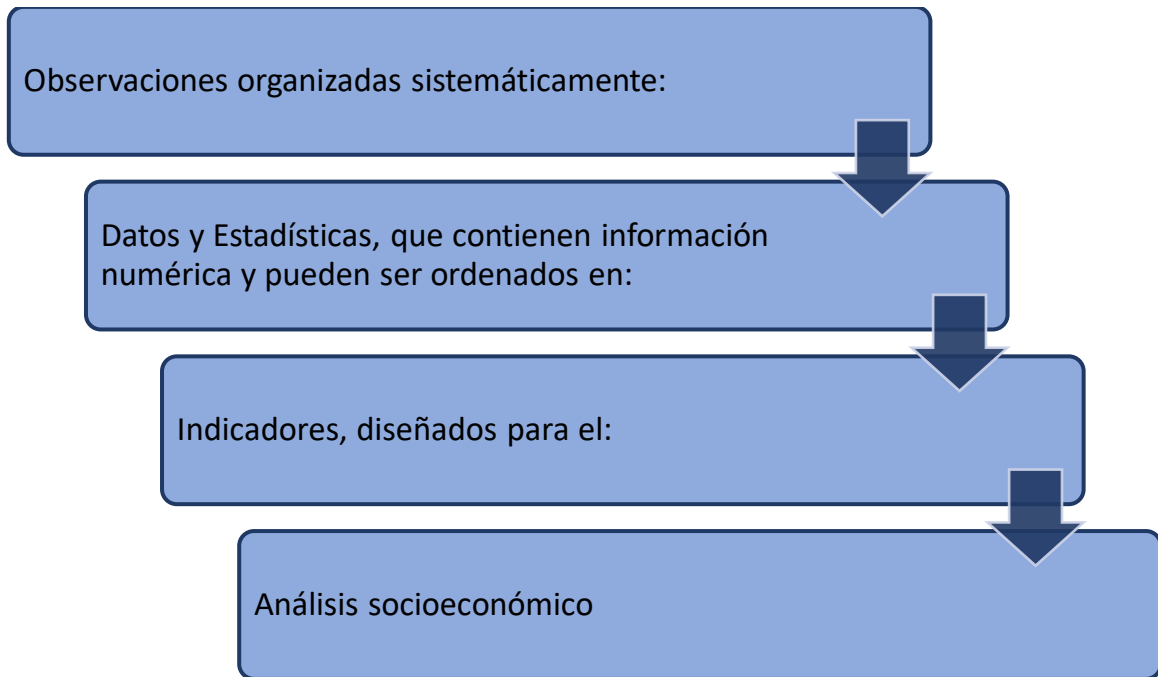 Observaciones organizadas sistemáticamente:
Datos y Estadísticas, que contienen información
numérica y pueden ser ordenados en:
Indicadores, diseñados para el:
Análisis socioeconómico